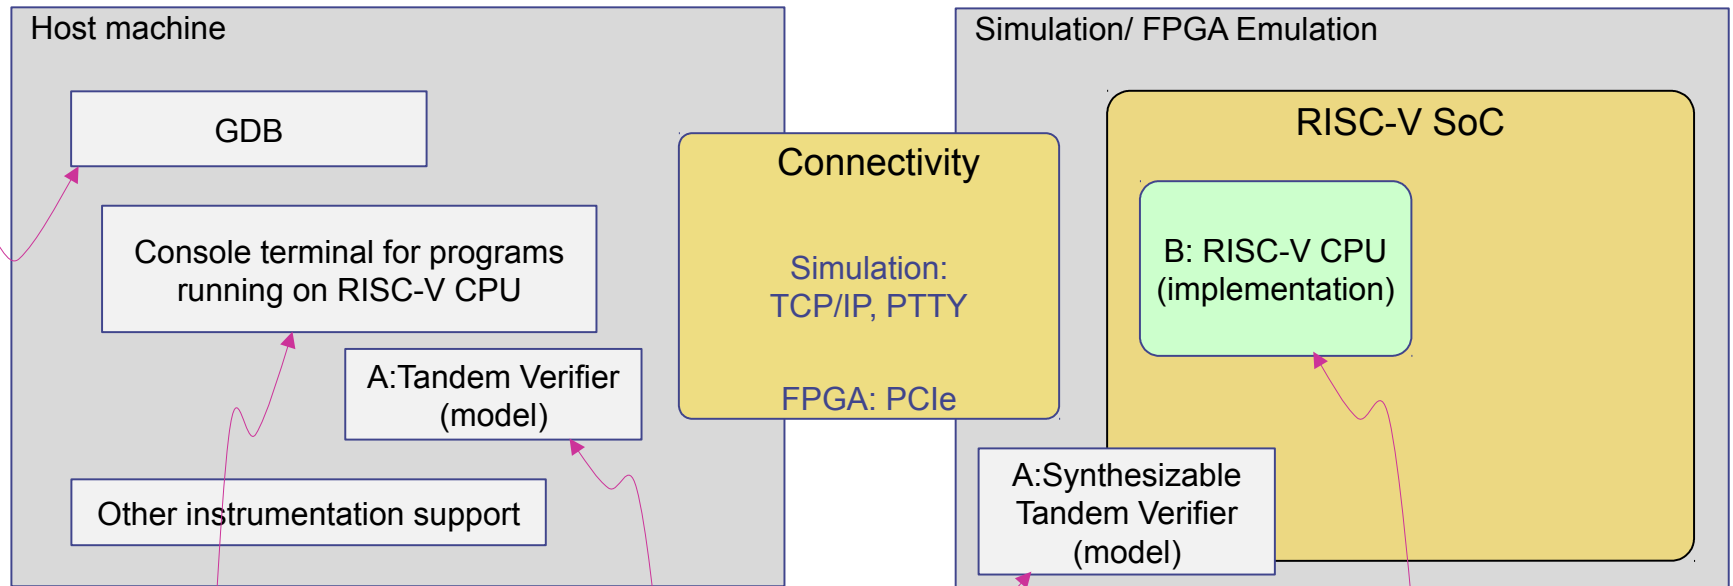 Host machine
GDB
Console terminal for programs
running on RISC-V CPU
A:Tandem Verifier
(model)
Other instrumentation support
Connectivity
Simulation:
TCP/IP, PTTY
FPGA: PCIe
Simulation/ FPGA Emulation
RISC-V SoC
B: RISC-V CPU
(implementation)
A:Synthesizable
Tandem Verifier
(model)